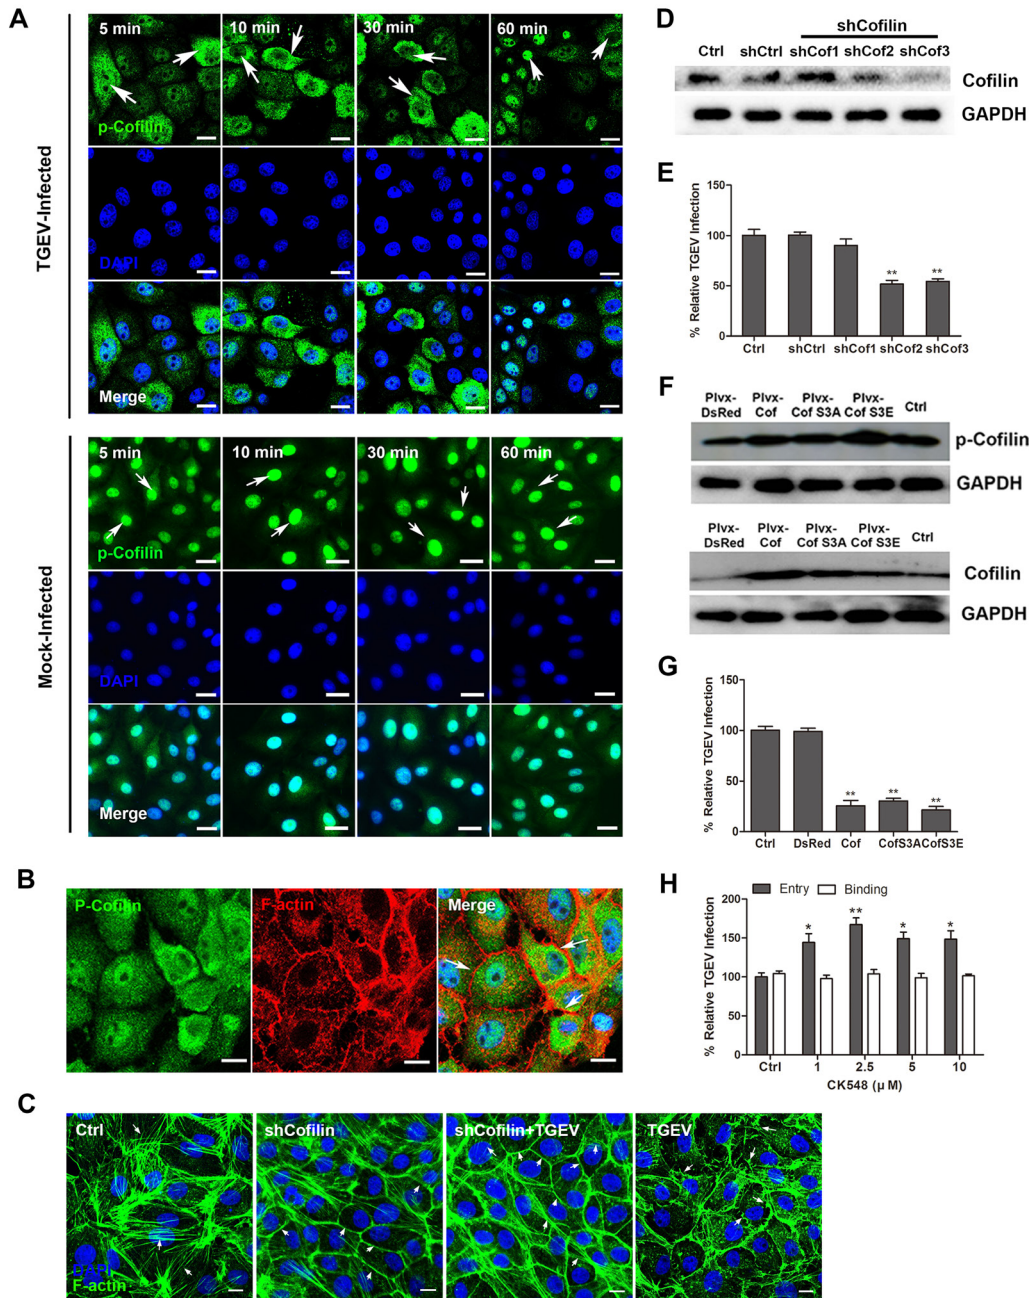 A
TGEV-Infected
5 min
10 min
30 min
60 min
p-Cofilin
DAPI
Merge
Mock-Infected
5 min
10 min
30 min
60 min
p-Cofilin
DAPI
Merge
B
P-Cofilin
F-actin
Merge
C
Ctrl
shCofilin
shCofilin+TGEV
TGEV
DAPI
F-actin
D
shCofilin
Ctrl shCtrl shCof1 shCof2 shCof3
Cofilin
GAPDH
E
% Relative TGEV Infection
150
100
50
0
** **
Ctrl shCtrl shCof1 shCof2 shCof3
F
Plvx- Plvx- Plvx- Plvx-
DsRed Cof Cof S3A Cof S3E Ctrl
p-Cofilin
GAPDH
Plvx- Plvx- Plvx- Plvx-
DsRed Cof Cof S3A Cof S3E Ctrl
Cofilin
GAPDH
G
% Relative TGEV Infection
150
100
50
0
** ** **
Ctrl DsRed Cof CofS3A CofS3E
H
Entry Binding
% Relative TGEV Infection
200
150
100
50
0
* ** * *
Ctrl 1 2.5 5 10
CK548 (μ M)